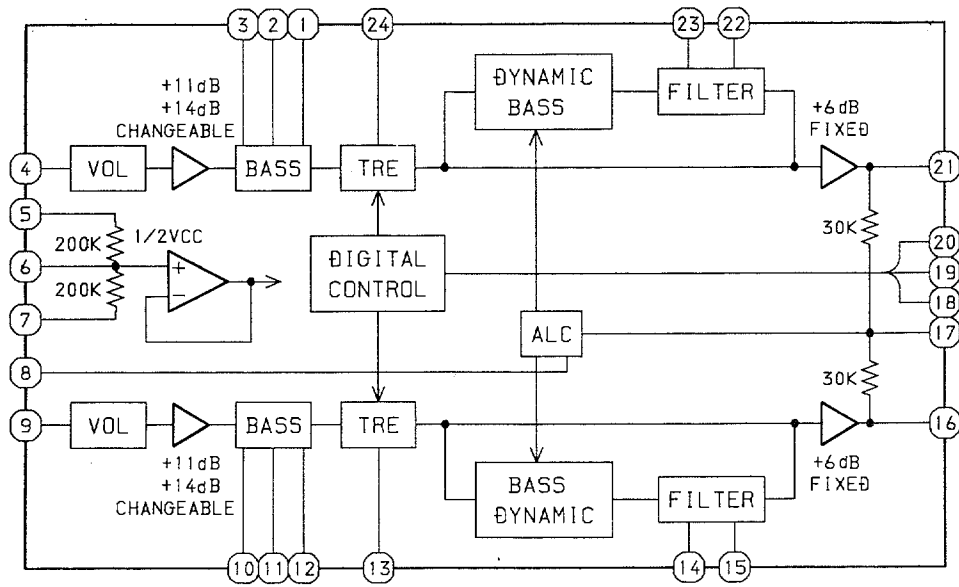 3 2 1 24 23 22
+11dB
+14dB
CHANGEABLE
DYNAMIC
BASS
FILTER
+6dB
FIXED
4 VOL BASS TRE 21
5
200K 1/2VCC
30K
6 + 
200K −
DIGITAL
CONTROL
20
19
18
7
ALC 17
8
30K
9 VOL BASS TRE 16
+11dB
+14dB
CHANGEABLE
BASS
DYNAMIC
FILTER
+6dB
FIXED
10 11 12 13 14 15